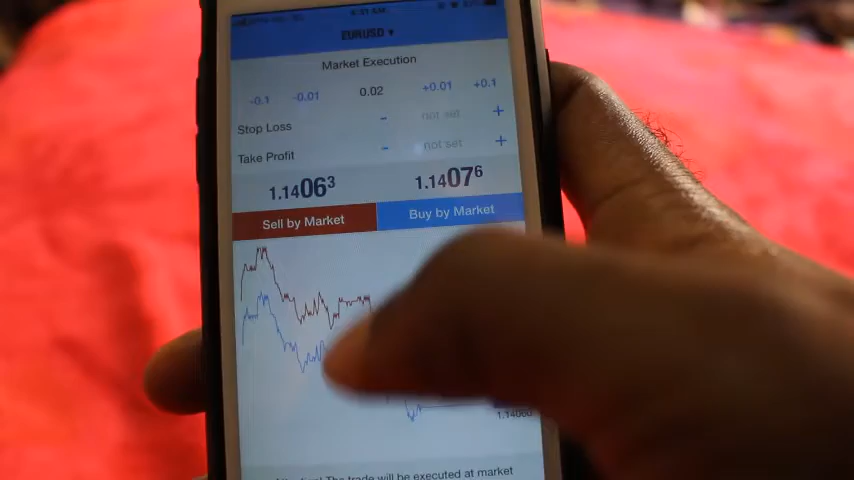 EURUSD ▾
Market Execution
-0.1 -0.01 0.02 +0.01 +0.1
Stop Loss - not set +
Take Profit - not set +
1.14063 1.14076
Sell by Market Buy by Market
1.14060
The trade will be executed at market